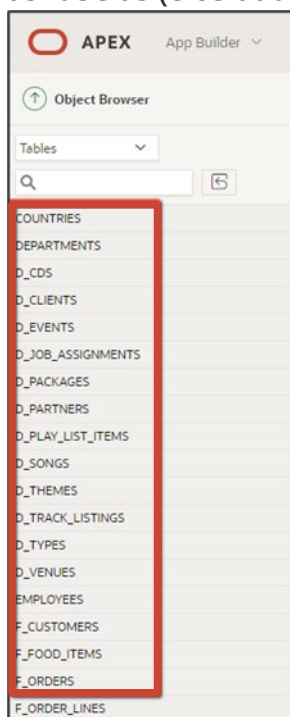 APEX App Builder
Object Browser
Tables
COUNTRIES
DEPARTMENTS
D_CDS
D_CLIENTS
D_EVENTS
D_JOB_ASSIGNMENTS
D_PACKAGES
D_PARTNERS
D_PLAY_LIST_ITEMS
D_SONGS
D_THEMES
D_TRACK_LISTINGS
D_TYPES
D_VENUES
EMPLOYEES
F_CUSTOMERS
F_FOOD_ITEMS
F_ORDERS
F_ORDER_LINES